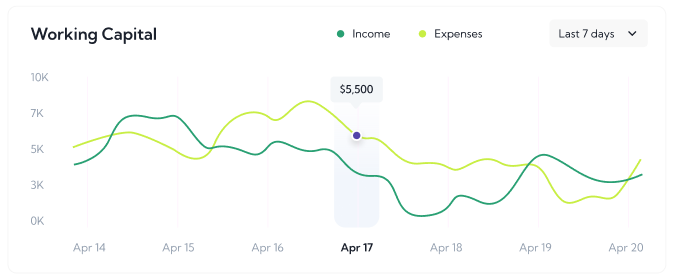 Working Capital
Income
Expenses
Last 7 days
10K
$5,500
7K
5K
3K
0K
Apr 14
Apr 15
Apr 16
Apr 17
Apr 18
Apr 19
Apr 20